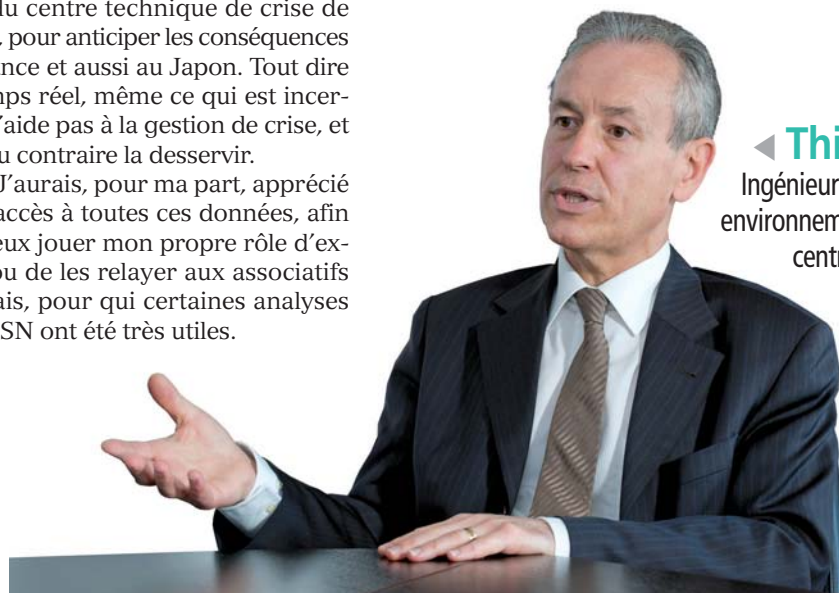 du centre technique de crise de
, pour anticiper les conséquences
ance et aussi au Japon. Tout dire
mps réel, même ce qui est incer-
'aide pas à la gestion de crise, et
u contraire la desservir.
J'aurais, pour ma part, apprécié
accès à toutes ces données, afin
eux jouer mon propre rôle d'ex-
ou de les relayer aux associatifs
ais, pour qui certaines analyses
SN ont été très utiles.
Thi
Ingénieur
environnem
centr